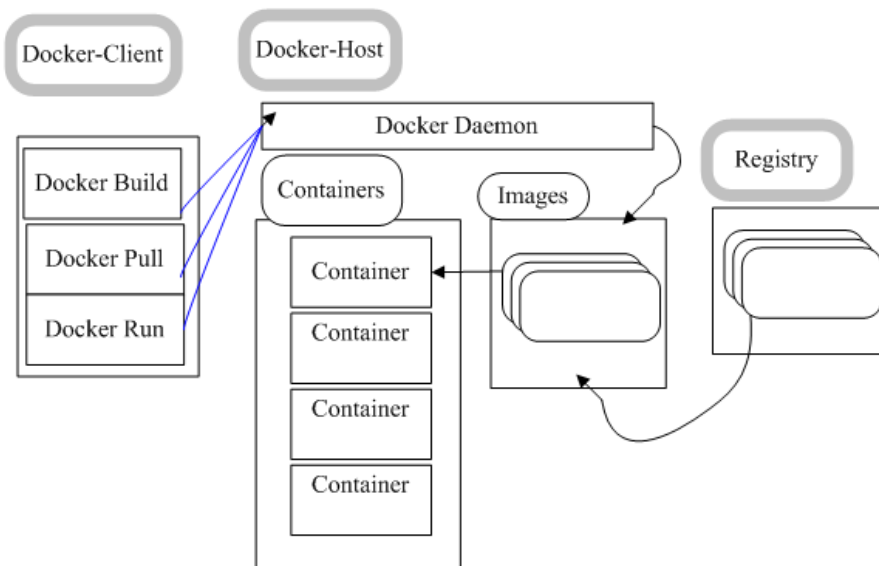 Docker-Client
Docker-Host
Docker Daemon
Registry
Docker Build
Docker Pull
Docker Run
Containers
Images
Container
Container
Container
Container